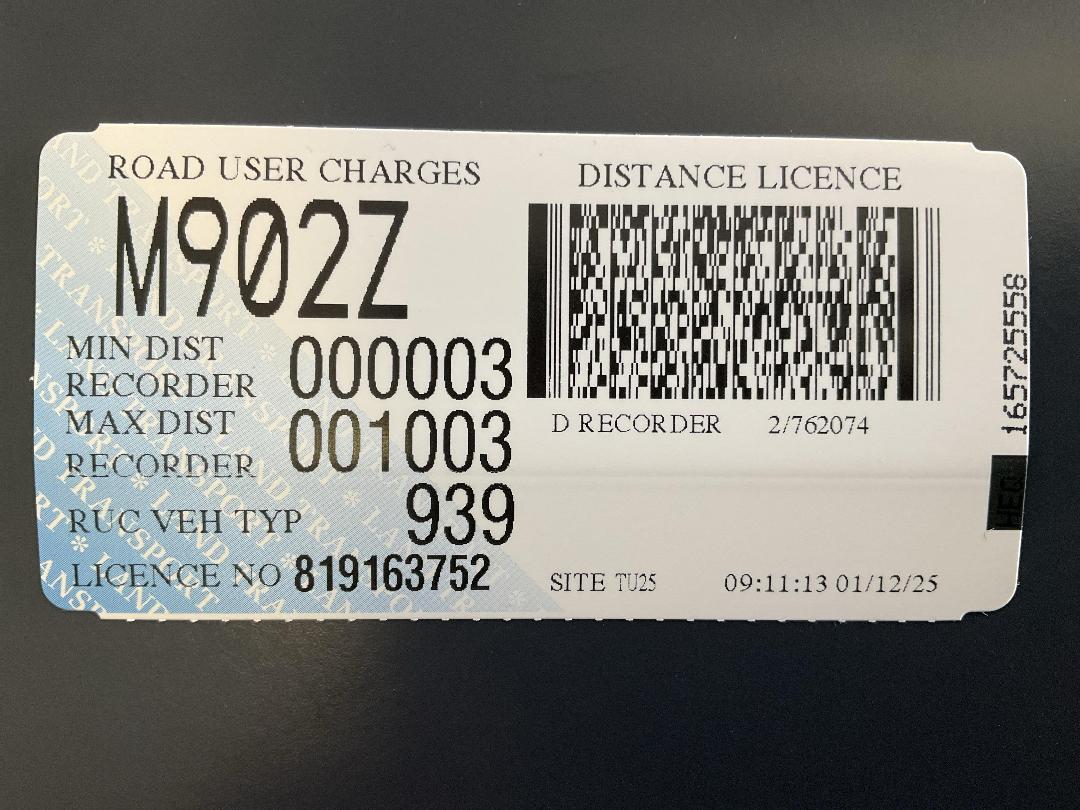 ROAD USER CHARGES
M902Z
MIN DIST
RECORDER 000003
MAX DIST
RECORDER 001003
RUC VEH TYP 939
LICENCE NO 819163752
DISTANCE LICENCE
D RECORDER 2/762074
SITE TU25 09:11:13 01/12/25
165725558